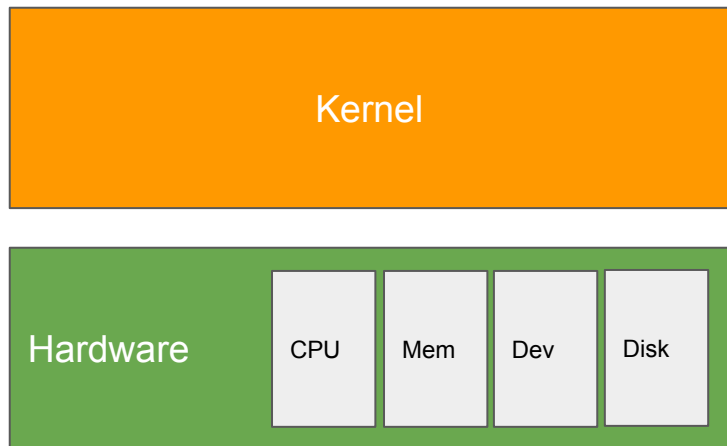 Kernel
Hardware
CPU
Mem
Dev
Disk